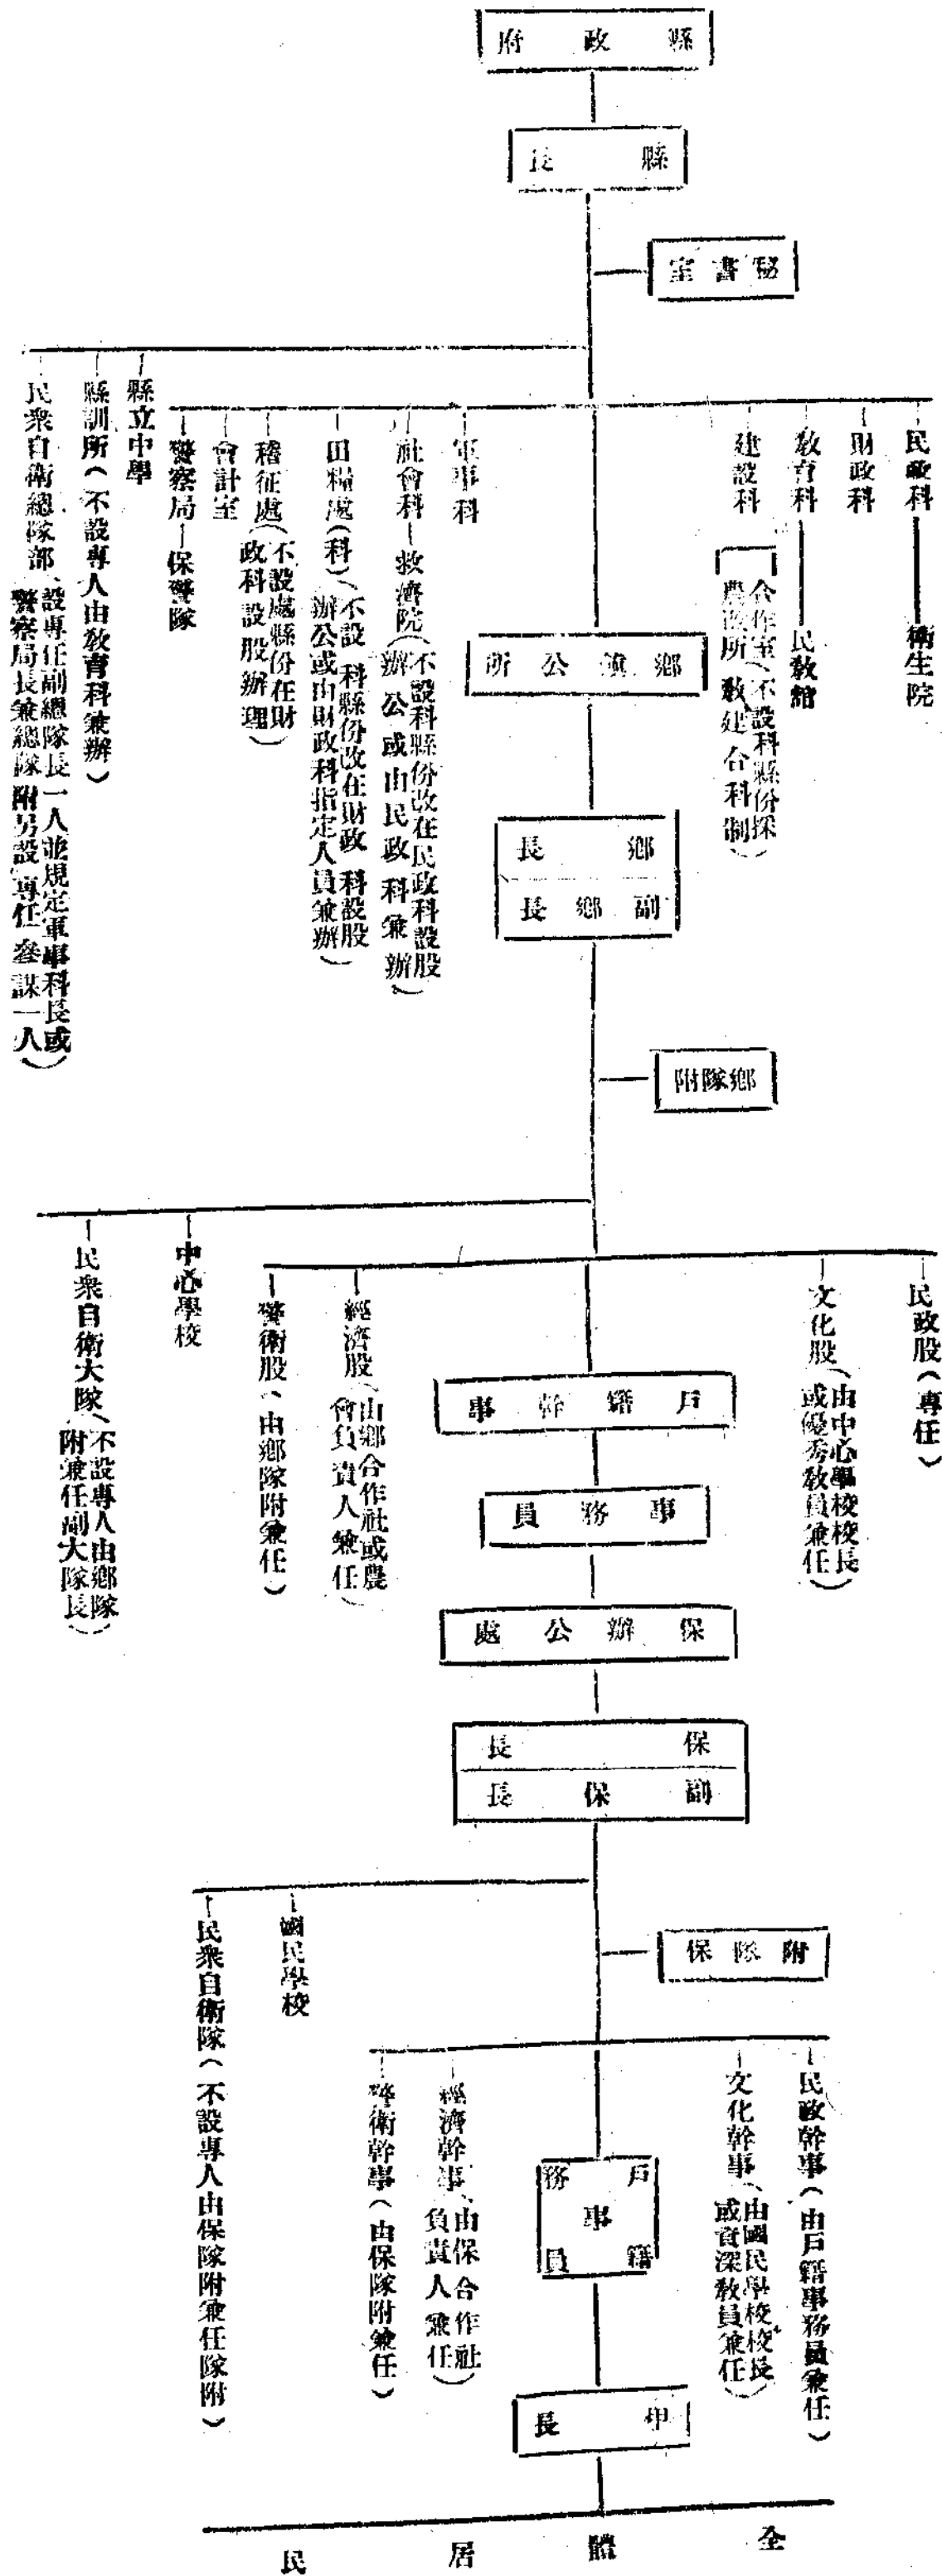 縣政府
縣長
秘書室
民政科
衛生院
財政科
教育科
民教館
建設科
合作室(不設科縣份採
農推所 教建合科制)
軍事科
社會科
救濟院(不設科縣份改在民政科設股
辦公或由民政科兼辦)
田糧處(科)(不設科縣份改在財政科設股
辦公或由財政科指定人員兼辦)
稽征處(不設處縣份在財
政科設股辦理)
會計室
警察局
保警隊
縣立中學
縣訓所(不設專人由教育科兼辦)
民衆自衛總隊部(設專任副總隊長一人並規定軍事科長或
警察局長兼總隊附另設專任參謀一人)
鄉鎮公所
鄉長
副鄉長
鄉隊附
民政股(專任)
文化股(由中心學校校長
或優秀教員兼任)
經濟股(由鄉合作社或農
會負責人兼任)
警衛股(由鄉隊附兼任)
中心學校
民衆自衛大隊(不設專人由鄉隊
附兼任副大隊長)
戶籍幹事
事務員
保辦公處
保長
副保長
保隊附
民政幹事(由戶籍事務員兼任)
文化幹事(由國民學校校長
或資深教員兼任)
經濟幹事(由保合作社
負責人兼任)
警衛幹事(由保隊附兼任)
國民學校
民衆自衛隊(不設專人由保隊附兼任隊附)
戶籍事務員
甲長
全體居民